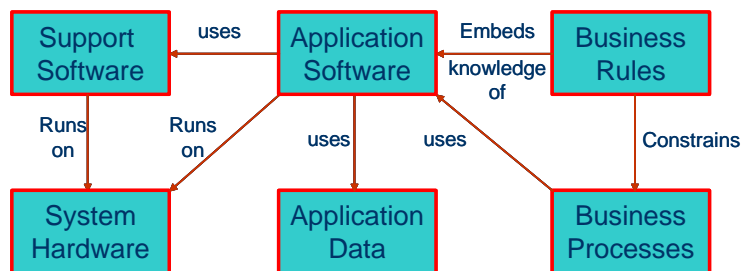 Support
Software
uses
Application
Software
Embeds
knowledge
of
Business
Rules
Runs
on
Runs
on
uses
uses
Constrains
System
Hardware
Application
Data
Business
Processes